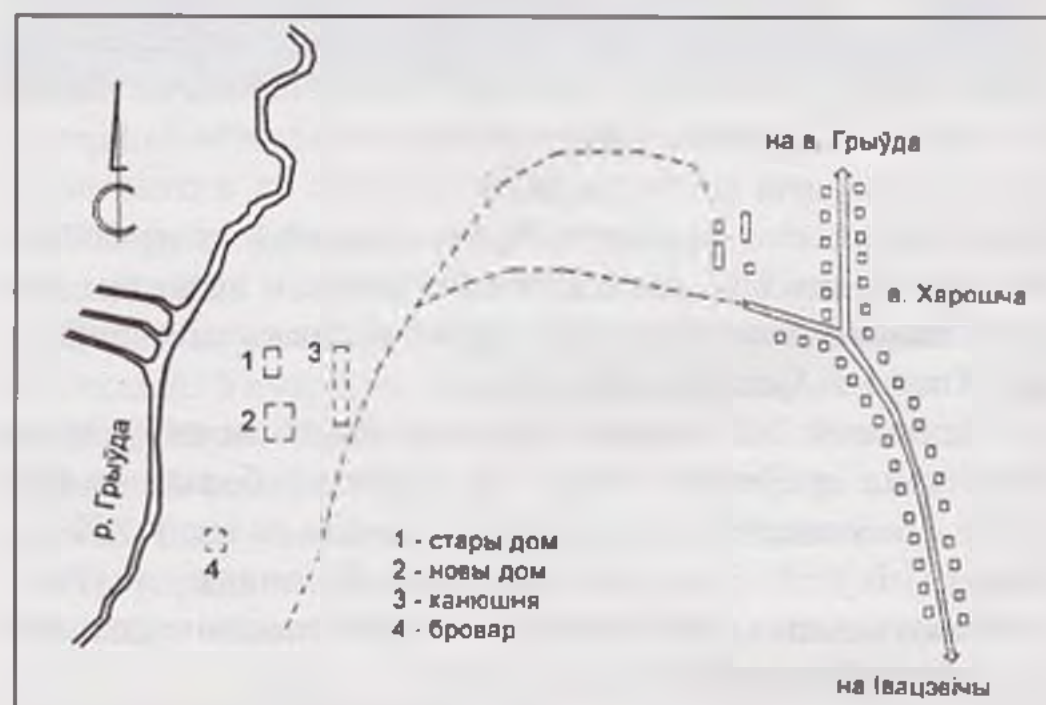 на в. Грыўда
в. Харошча
1
3
2
р. Грыўда
4
1 - стары дом
2 - новы дом
3 - канюшня
4 - бровар
на Івацэвічы